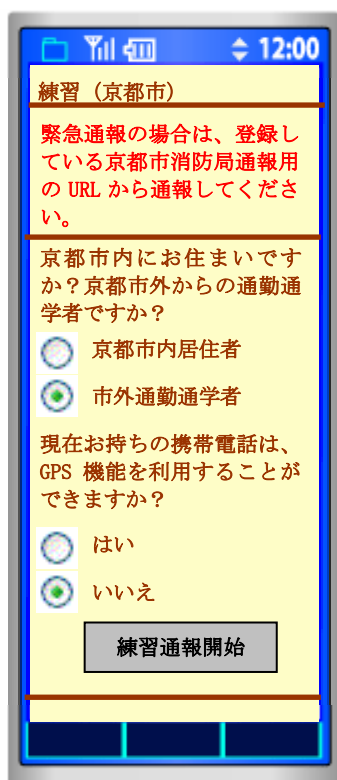 12:00
練習（京都市）
緊急通報の場合は、登録し
ている京都市消防局通報用
の URL から通報してくださ
い。
京都市内にお住まいです
か？京都市外からの通勤通
学者ですか？
京都市内居住者
市外通勤通学者
現在お持ちの携帯電話は、
GPS 機能を利用することが
できますか？
はい
いいえ
練習通報開始